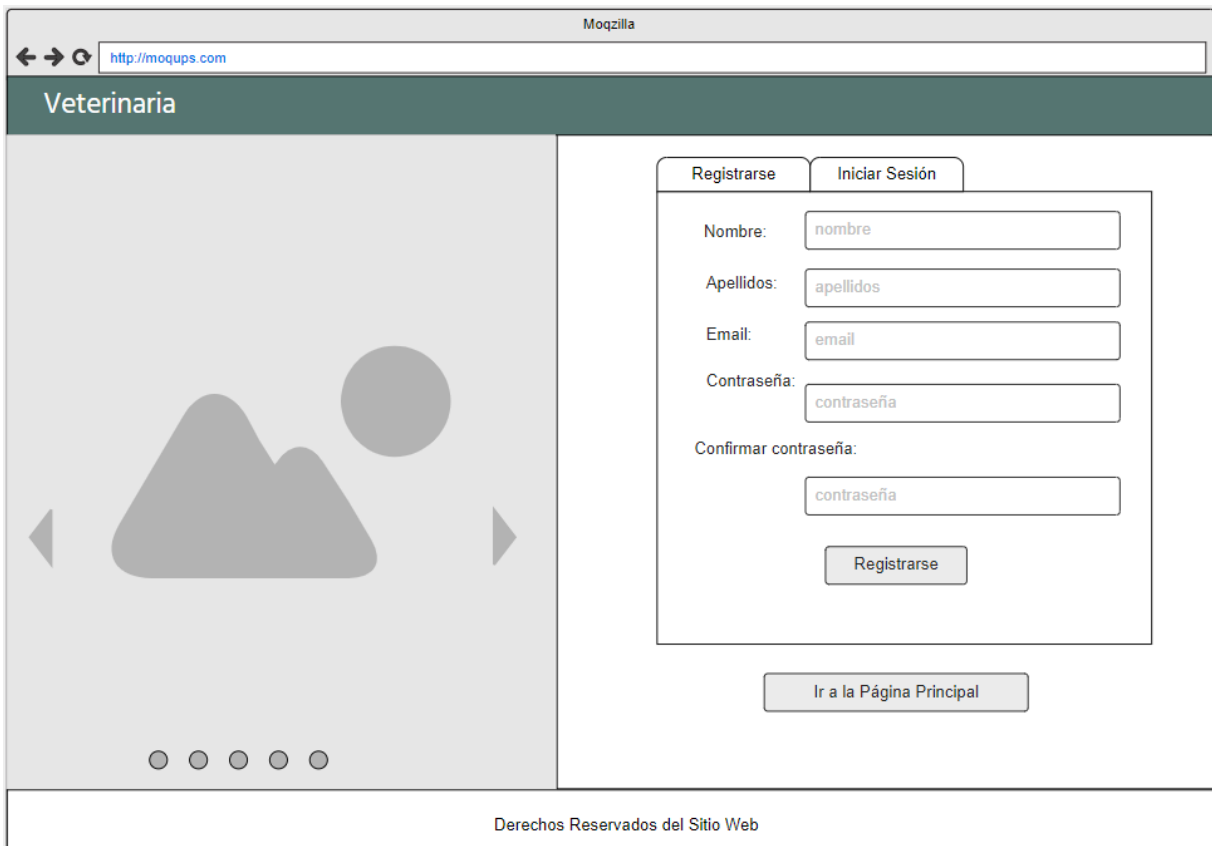 Moqzilla
http://moqups.com
Veterinaria
Registrarse
Iniciar Sesión
Nombre:
nombre
Apellidos:
apellidos
Email:
email
Contraseña:
contraseña
Confirmar contraseña:
contraseña
Registrarse
Ir a la Página Principal
Derechos Reservados del Sitio Web